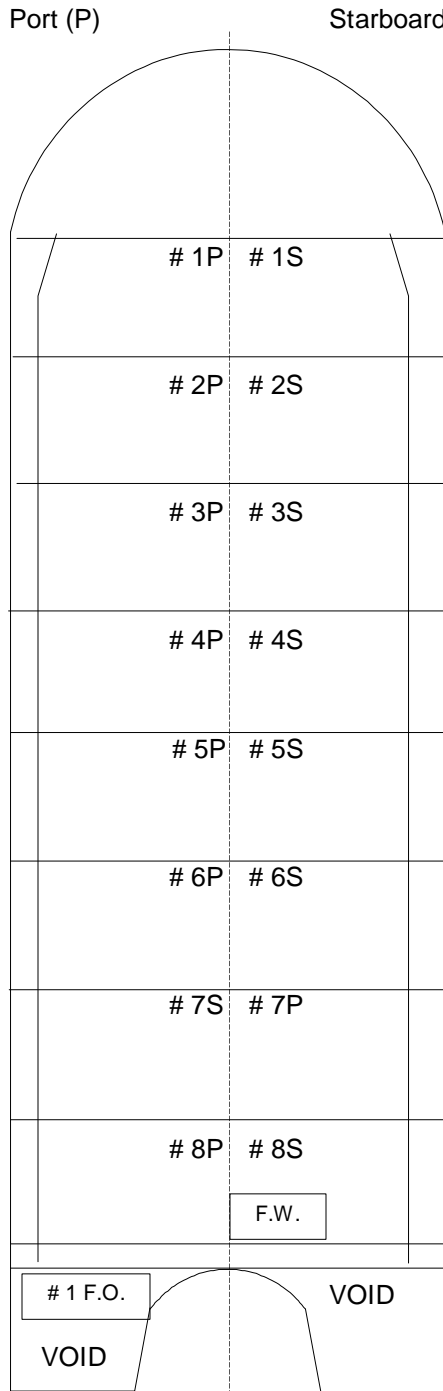 Port (P) Starboard
# 1P # 1S
# 2P # 2S
# 3P # 3S
# 4P # 4S
# 5P # 5S
# 6P # 6S
# 7S # 7P
# 8P # 8S
F.W.
# 1 F.O. VOID
VOID